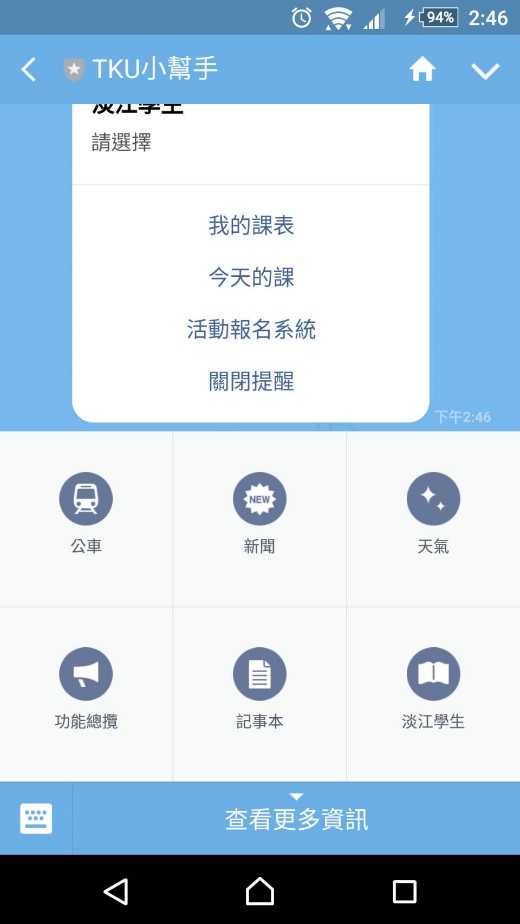 94% 2:46
TKU小幫手
淡江學生
請選擇
我的課表
今天的課
活動報名系統
關閉提醒
下午2:46
NEW
公車
新聞
天氣
功能總攬
記事本
淡江學生
查看更多資訊